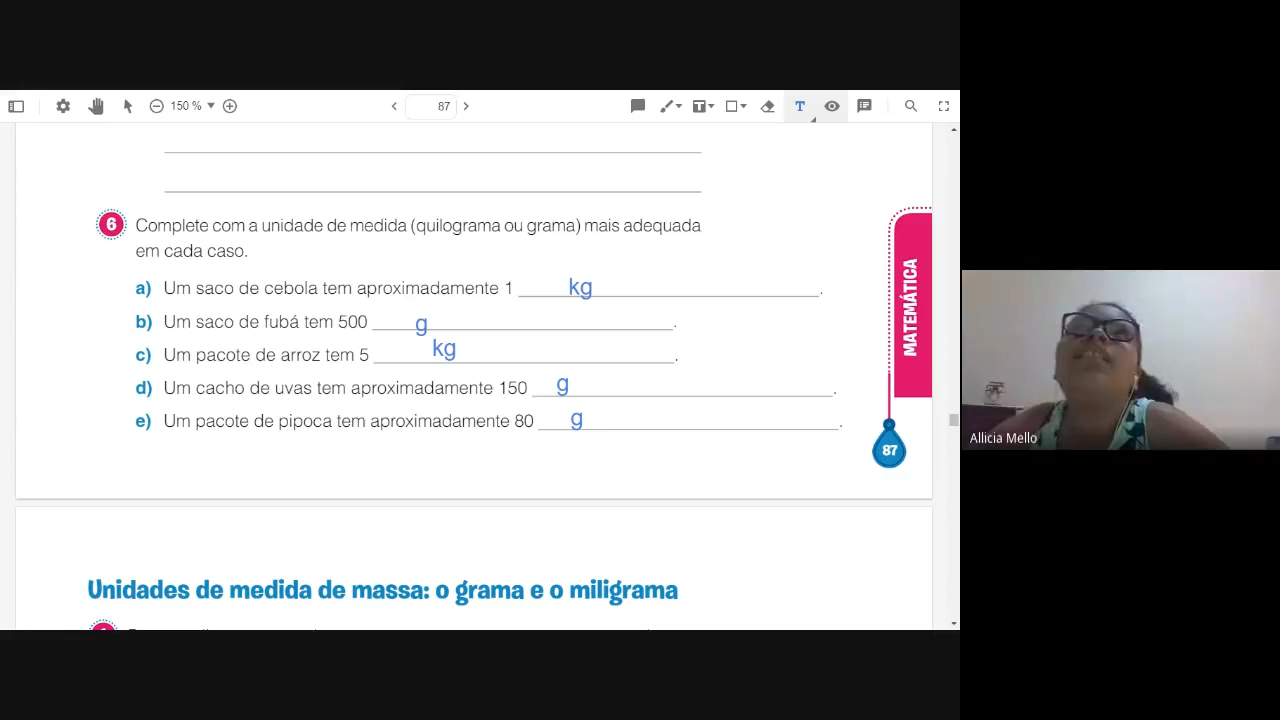 150 %
87
6 Complete com a unidade de medida (quilograma ou grama) mais adequada
em cada caso.
a) Um saco de cebola tem aproximadamente 1 kg.
b) Um saco de fubá tem 500 g.
c) Um pacote de arroz tem 5 kg.
d) Um cacho de uvas tem aproximadamente 150 g.
e) Um pacote de pipoca tem aproximadamente 80 g.
MATEMÁTICA
87
Unidades de medida de massa: o grama e o miligrama
Allicia Mello